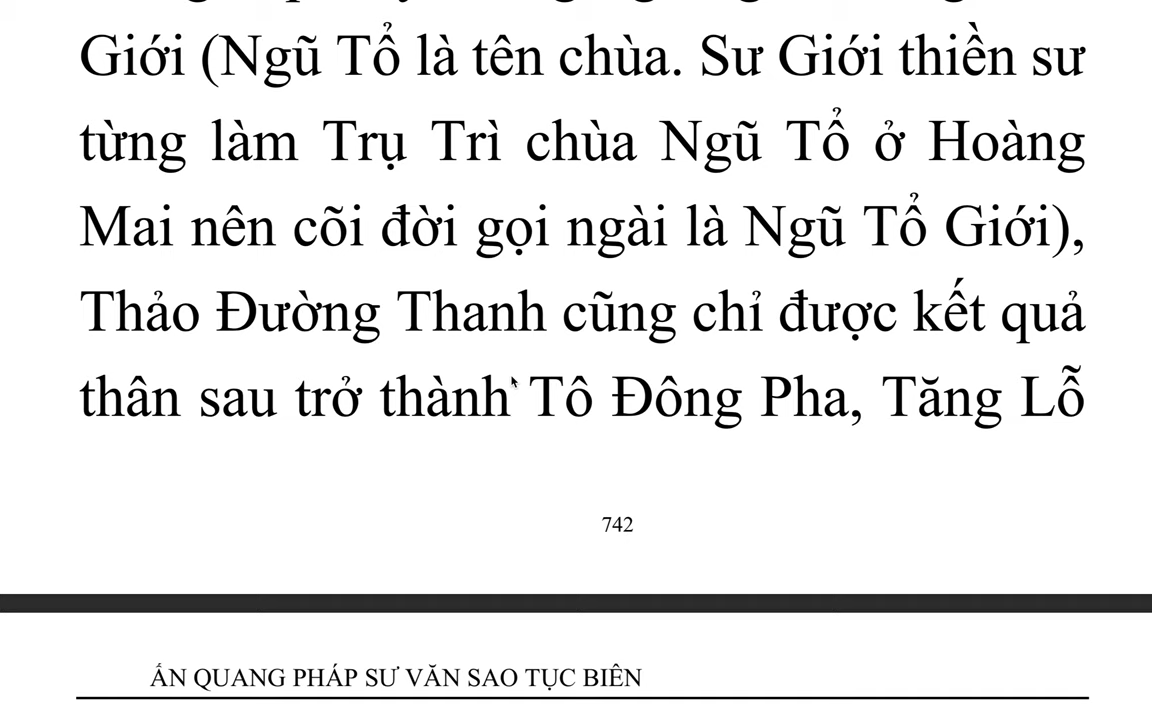 Giới (Ngũ Tổ là tên chùa. Sư Giới thiền sư
từng làm Trụ Trì chùa Ngũ Tổ ở Hoàng
Mai nên cõi đời gọi ngài là Ngũ Tổ Giới),
Thảo Đường Thanh cũng chỉ được kết quả
thân sau trở thành Tô Đông Pha, Tăng Lỗ
742
ẤN QUANG PHÁP SƯ VĂN SAO TỤC BIÊN